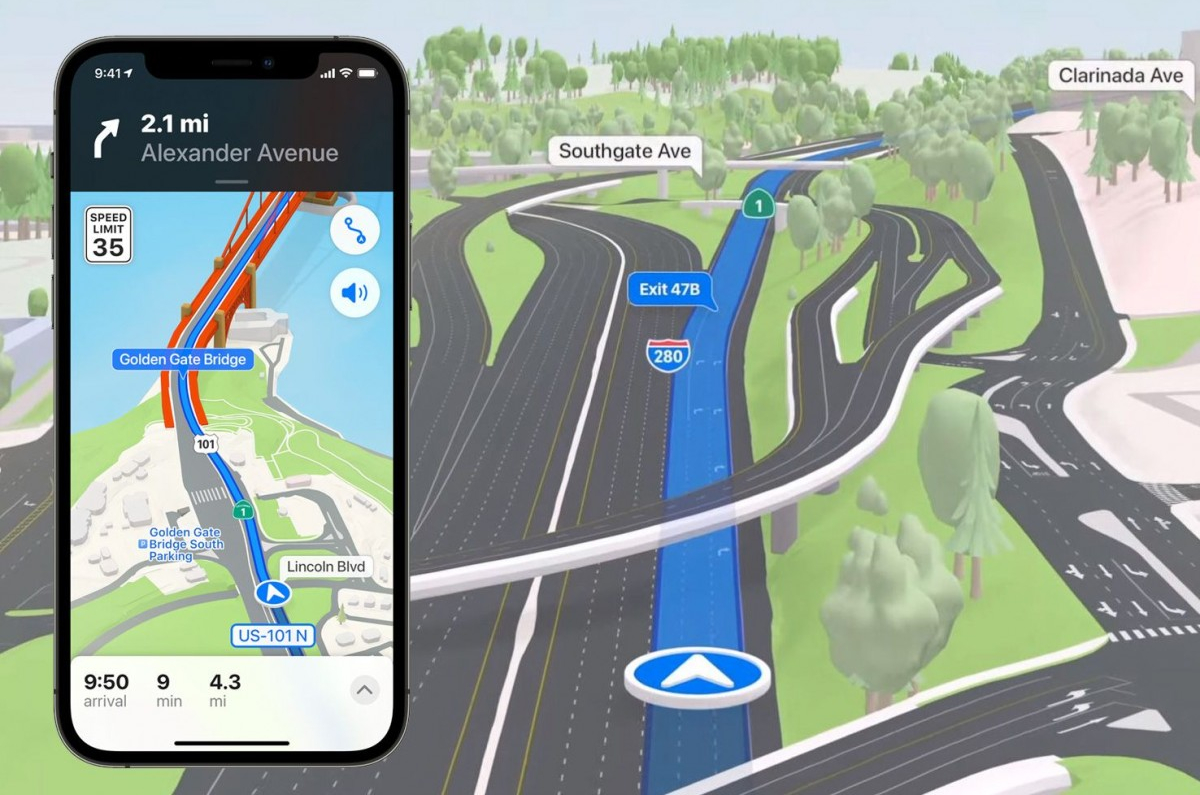 9:41
2.1 mi
Alexander Avenue
SPEED
LIMIT
35
Golden Gate Bridge
101
1
Golden Gate
P Bridge South
Parking
Lincoln Blvd
US-101 N
9:50
arrival
9
min
4.3
mi
Clarinada Ave
Southgate Ave
1
Exit 47B
280